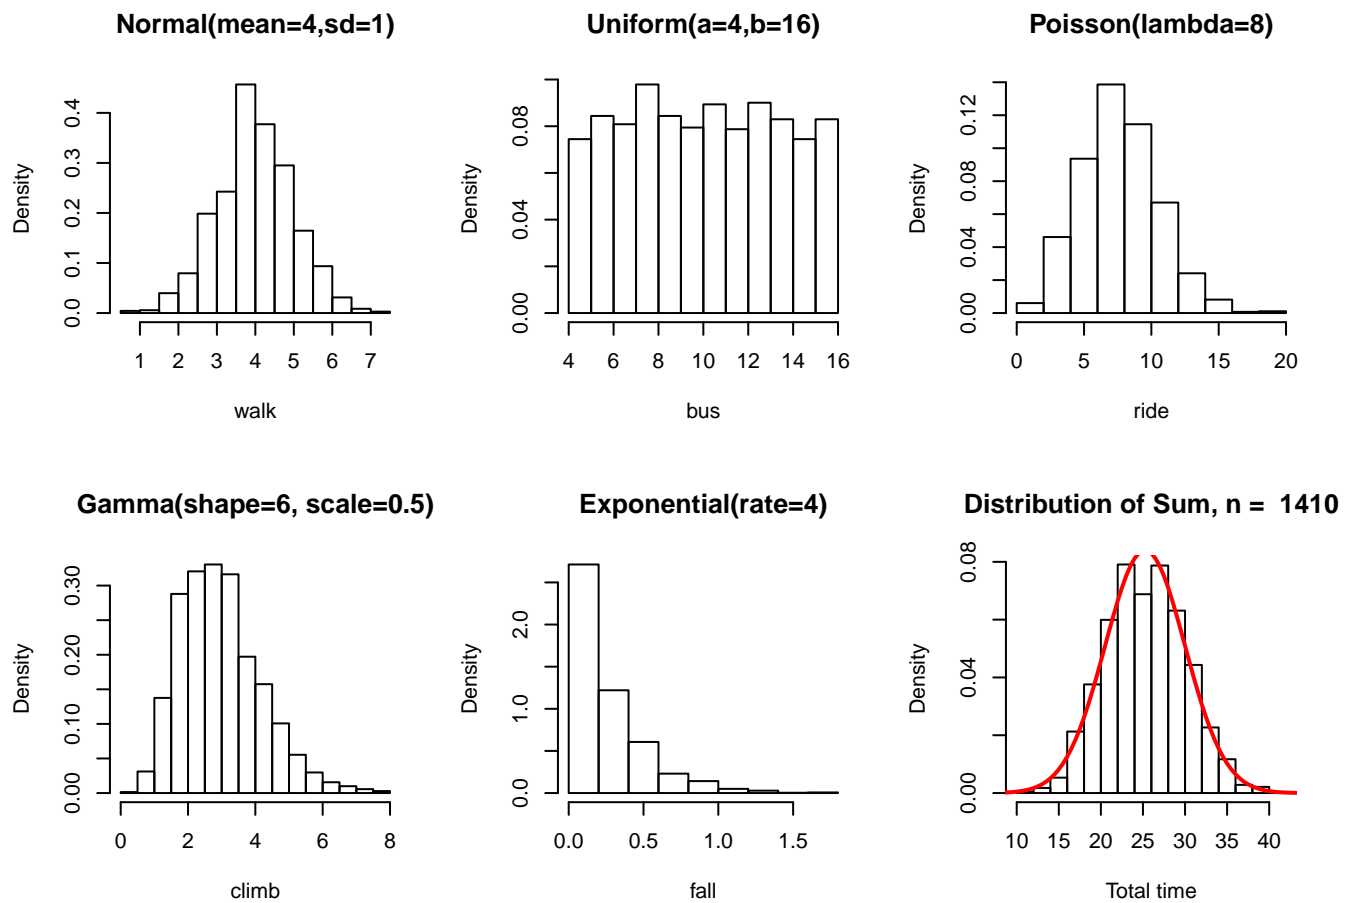 Normal(mean=4,sd=1)
Density
0.0 0.1 0.2 0.3 0.4
1 2 3 4 5 6 7
walk
Uniform(a=4,b=16)
Density
0.00 0.04 0.08
4 6 8 10 12 14 16
bus
Poisson(lambda=8)
Density
0.00 0.04 0.08 0.12
0 5 10 15 20
ride
Gamma(shape=6, scale=0.5)
Density
0.00 0.10 0.20 0.30
0 2 4 6 8
climb
Exponential(rate=4)
Density
0.0 1.0 2.0
0.0 0.5 1.0 1.5
fall
Distribution of Sum, n =  1410
Density
0.00 0.04 0.08
10 15 20 25 30 35 40
Total time